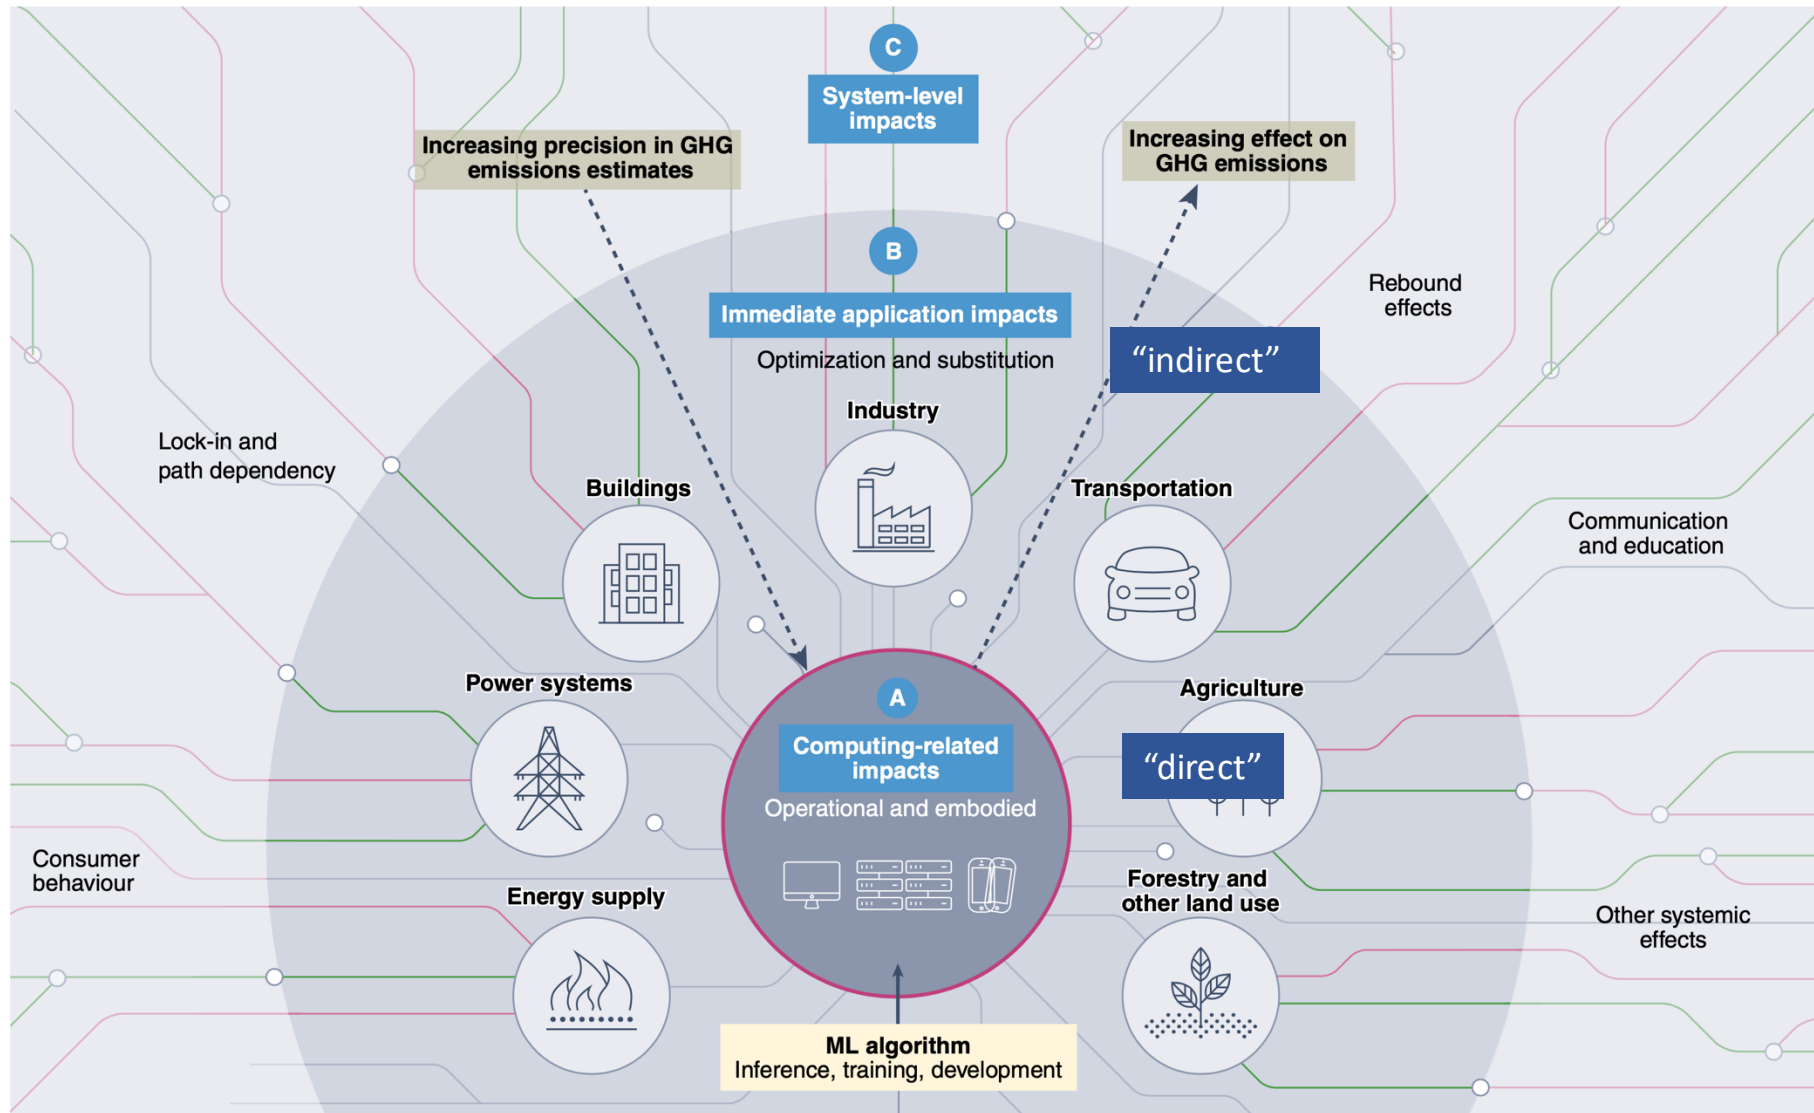 C
System-level
impacts
Increasing precision in GHG
emissions estimates
Increasing effect on
GHG emissions
B
Immediate application impacts
Optimization and substitution
Rebound
effects
“indirect”
Industry
Lock-in and
path dependency
Buildings
Transportation
Communication
and education
Power systems
A
Computing-related
impacts
Operational and embodied
Agriculture
“direct”
Consumer
behaviour
Energy supply
Forestry and
other land use
Other systemic
effects
ML algorithm
Inference, training, development